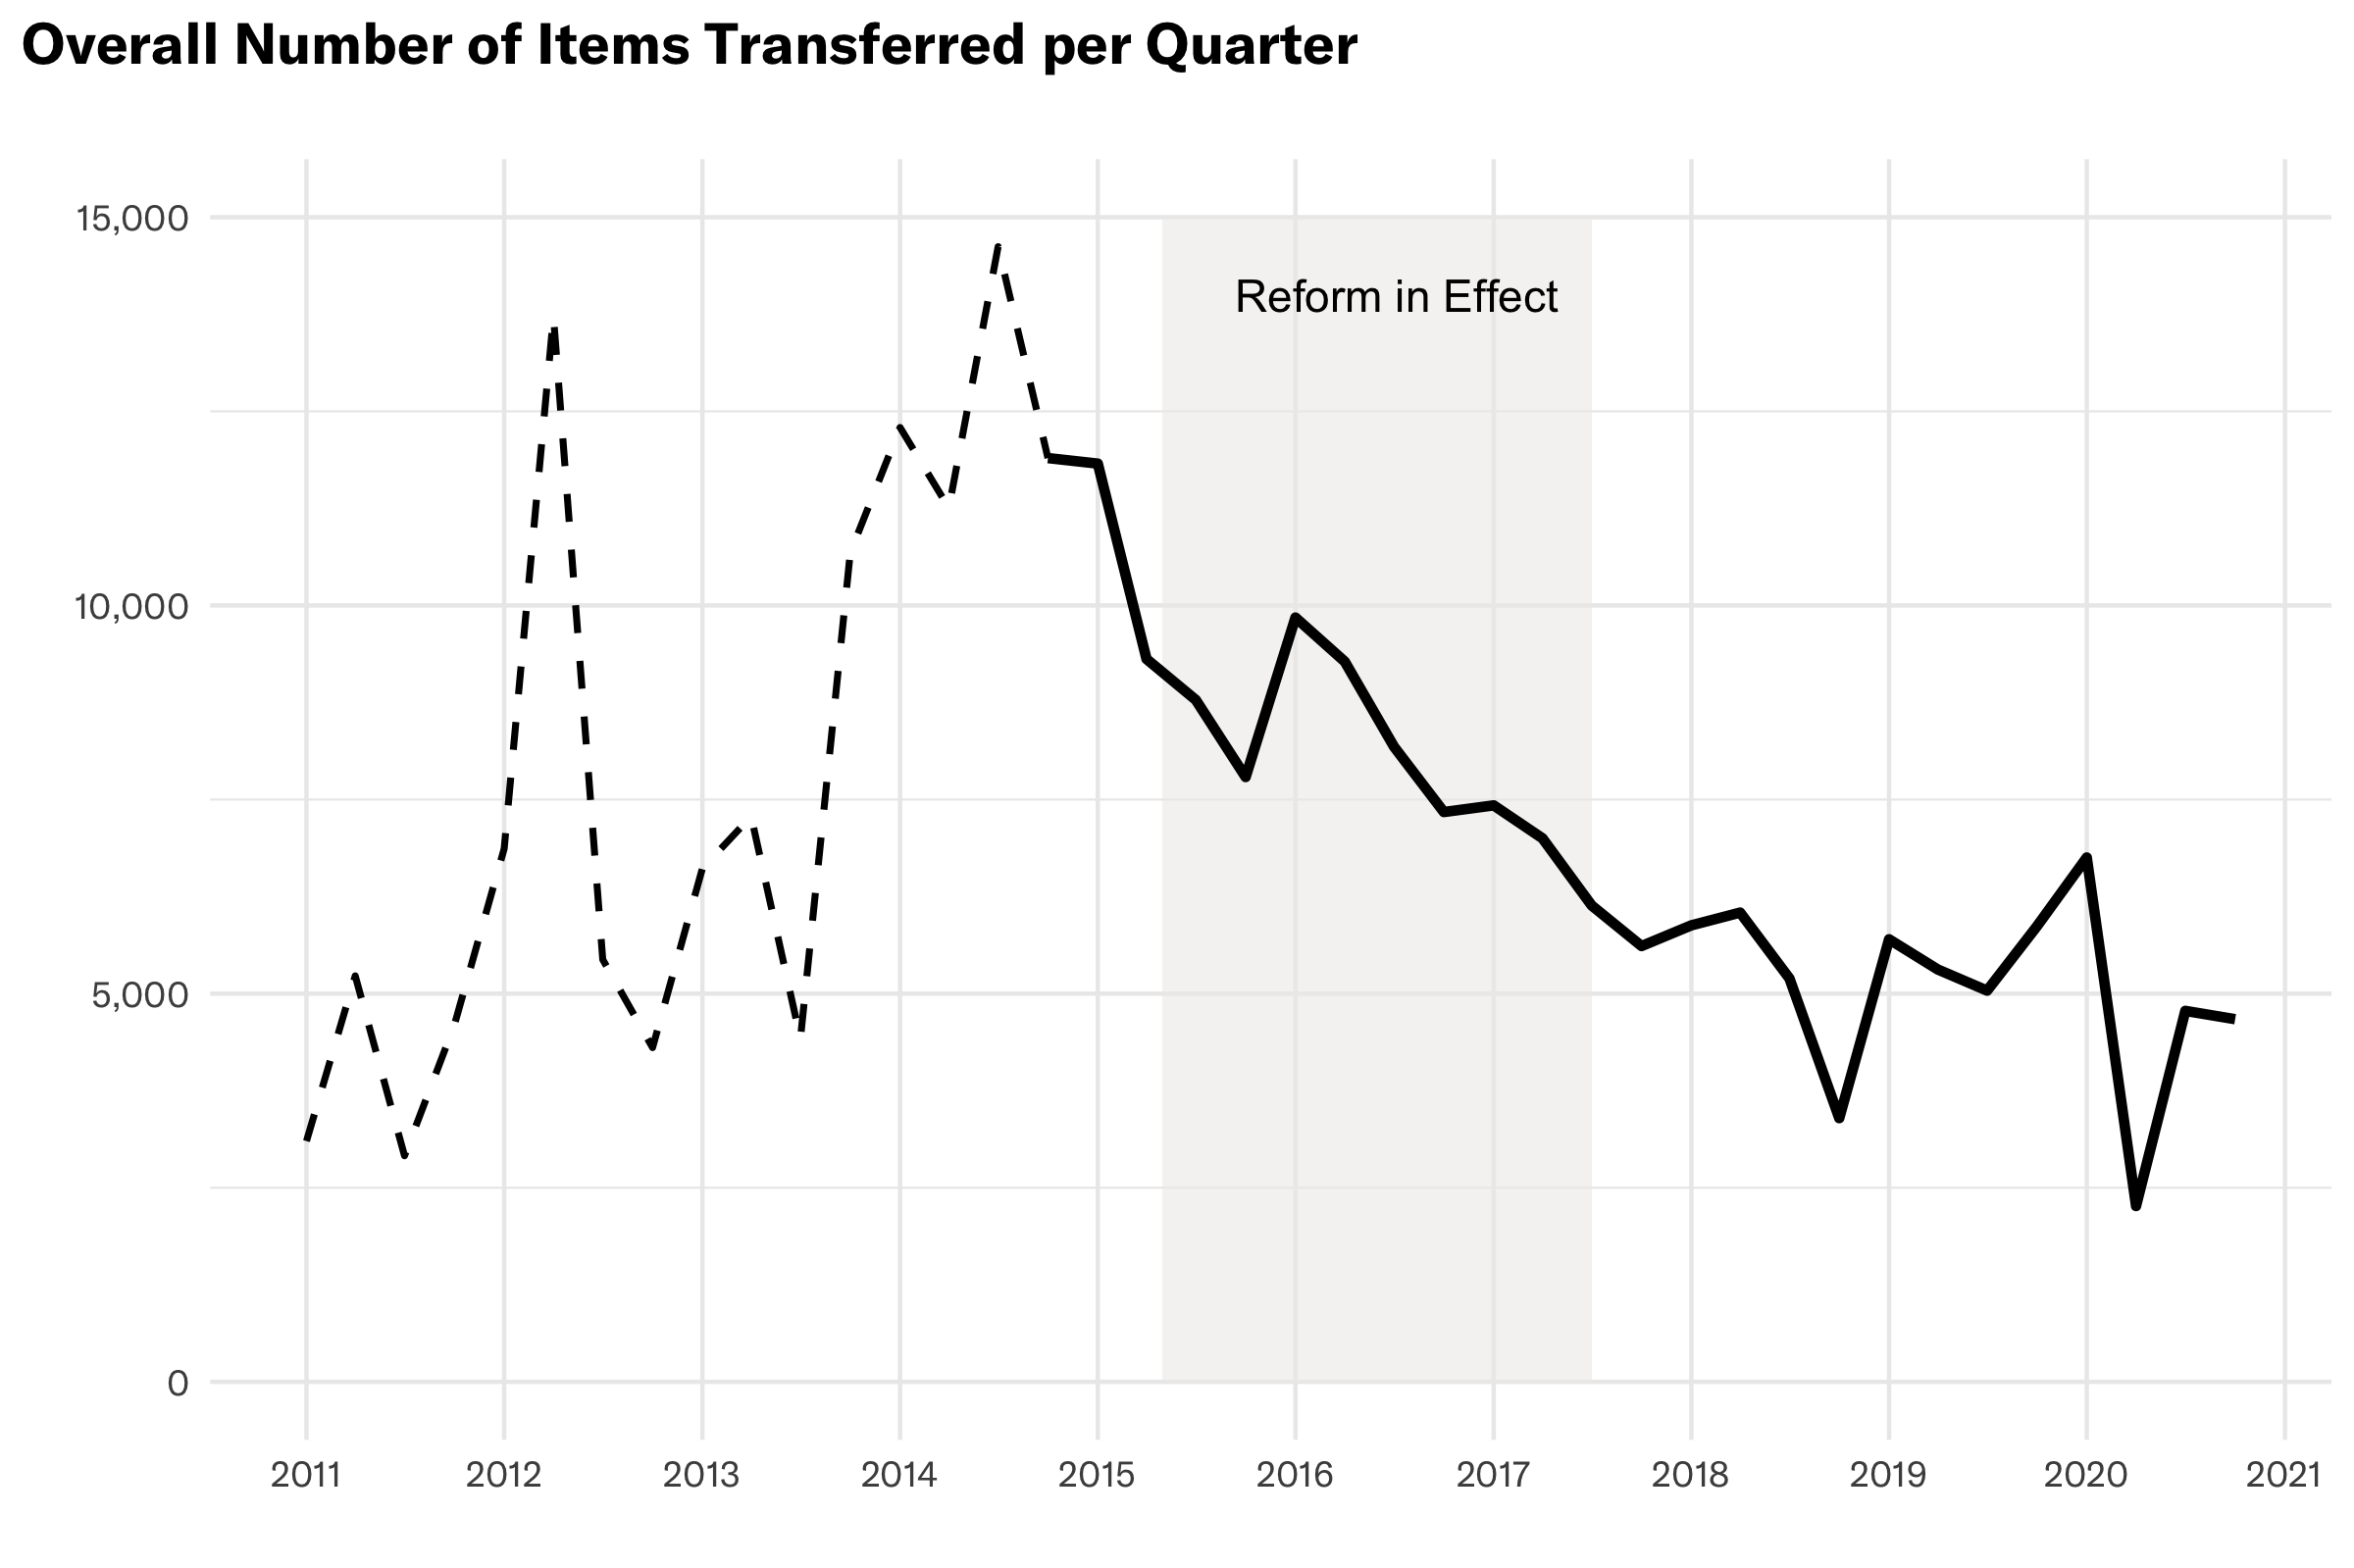 Overall Number of Items Transferred per Quarter
15,000
Reform in Effect
10,000
5,000
0
2011 2012 2013 2014 2015 2016 2017 2018 2019 2020 2021